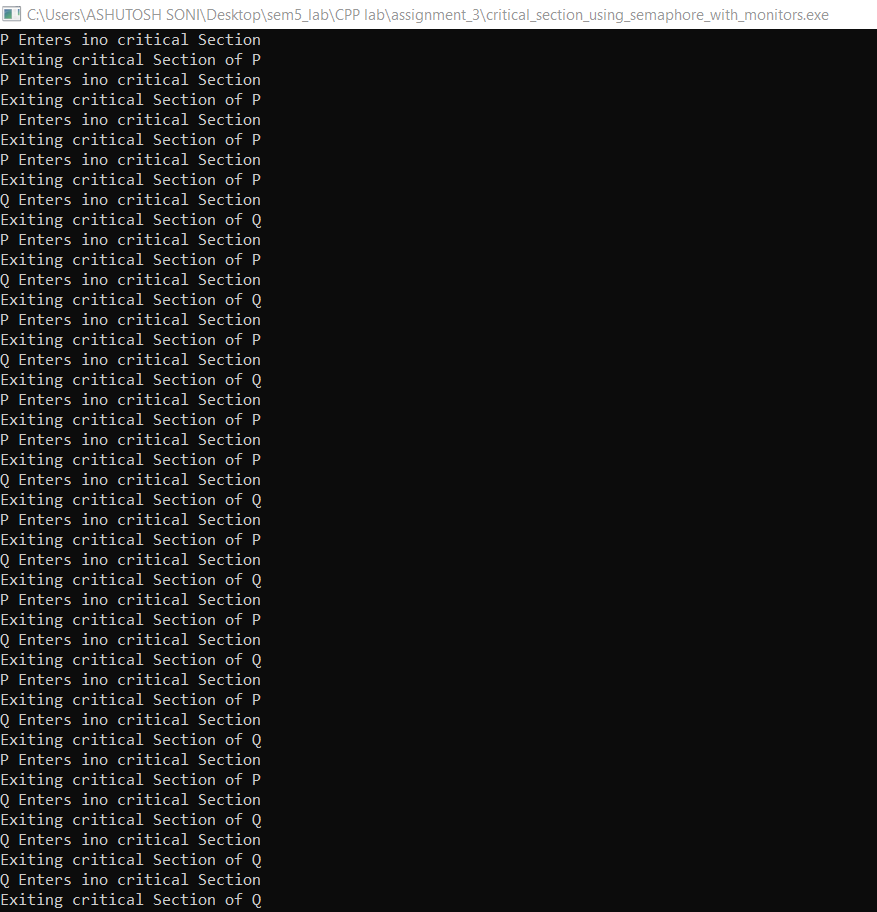 C:\Users\ASHUTOSH SONI\Desktop\sem5_lab\CPP lab\assignment_3\critical_section_using_semaphore_with_monitors.exe
P Enters ino critical Section
Exiting critical Section of P
P Enters ino critical Section
Exiting critical Section of P
P Enters ino critical Section
Exiting critical Section of P
P Enters ino critical Section
Exiting critical Section of P
Q Enters ino critical Section
Exiting critical Section of Q
P Enters ino critical Section
Exiting critical Section of P
Q Enters ino critical Section
Exiting critical Section of Q
P Enters ino critical Section
Exiting critical Section of P
Q Enters ino critical Section
Exiting critical Section of Q
P Enters ino critical Section
Exiting critical Section of P
P Enters ino critical Section
Exiting critical Section of P
Q Enters ino critical Section
Exiting critical Section of Q
P Enters ino critical Section
Exiting critical Section of P
Q Enters ino critical Section
Exiting critical Section of Q
P Enters ino critical Section
Exiting critical Section of P
Q Enters ino critical Section
Exiting critical Section of Q
P Enters ino critical Section
Exiting critical Section of P
Q Enters ino critical Section
Exiting critical Section of Q
P Enters ino critical Section
Exiting critical Section of P
Q Enters ino critical Section
Exiting critical Section of Q
Q Enters ino critical Section
Exiting critical Section of Q
Q Enters ino critical Section
Exiting critical Section of Q